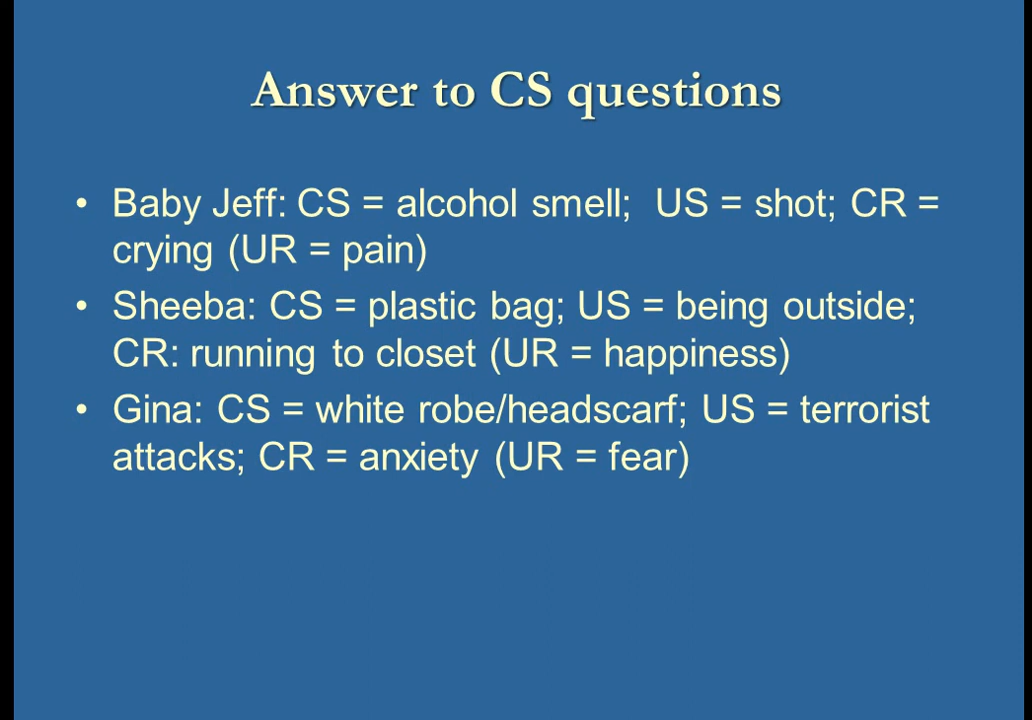 Answer to CS questions
• Baby Jeff: CS = alcohol smell;  US = shot; CR =
crying (UR = pain)
• Sheeba: CS = plastic bag; US = being outside;
CR: running to closet (UR = happiness)
• Gina: CS = white robe/headscarf; US = terrorist
attacks; CR = anxiety (UR = fear)